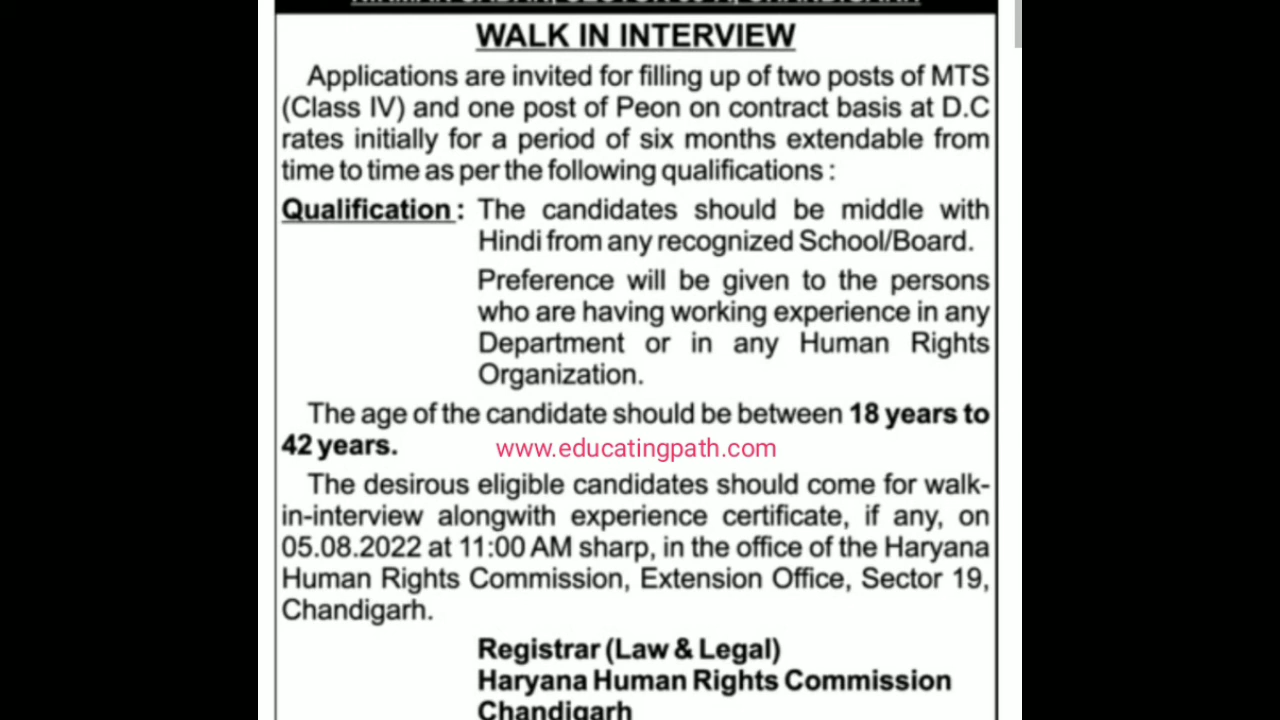 WALK IN INTERVIEW
Applications are invited for filling up of two posts of MTS
(Class IV) and one post of Peon on contract basis at D.C
rates initially for a period of six months extendable from
time to time as per the following qualifications :
Qualification : The candidates should be middle with
Hindi from any recognized School/Board.
Preference will be given to the persons
who are having working experience in any
Department or in any Human Rights
Organization.
The age of the candidate should be between 18 years to
42 years.
www.educatingpath.com
The desirous eligible candidates should come for walk-
in-interview alongwith experience certificate, if any, on
05.08.2022 at 11:00 AM sharp, in the office of the Haryana
Human Rights Commission, Extension Office, Sector 19,
Chandigarh.
Registrar (Law & Legal)
Haryana Human Rights Commission
Chandigarh